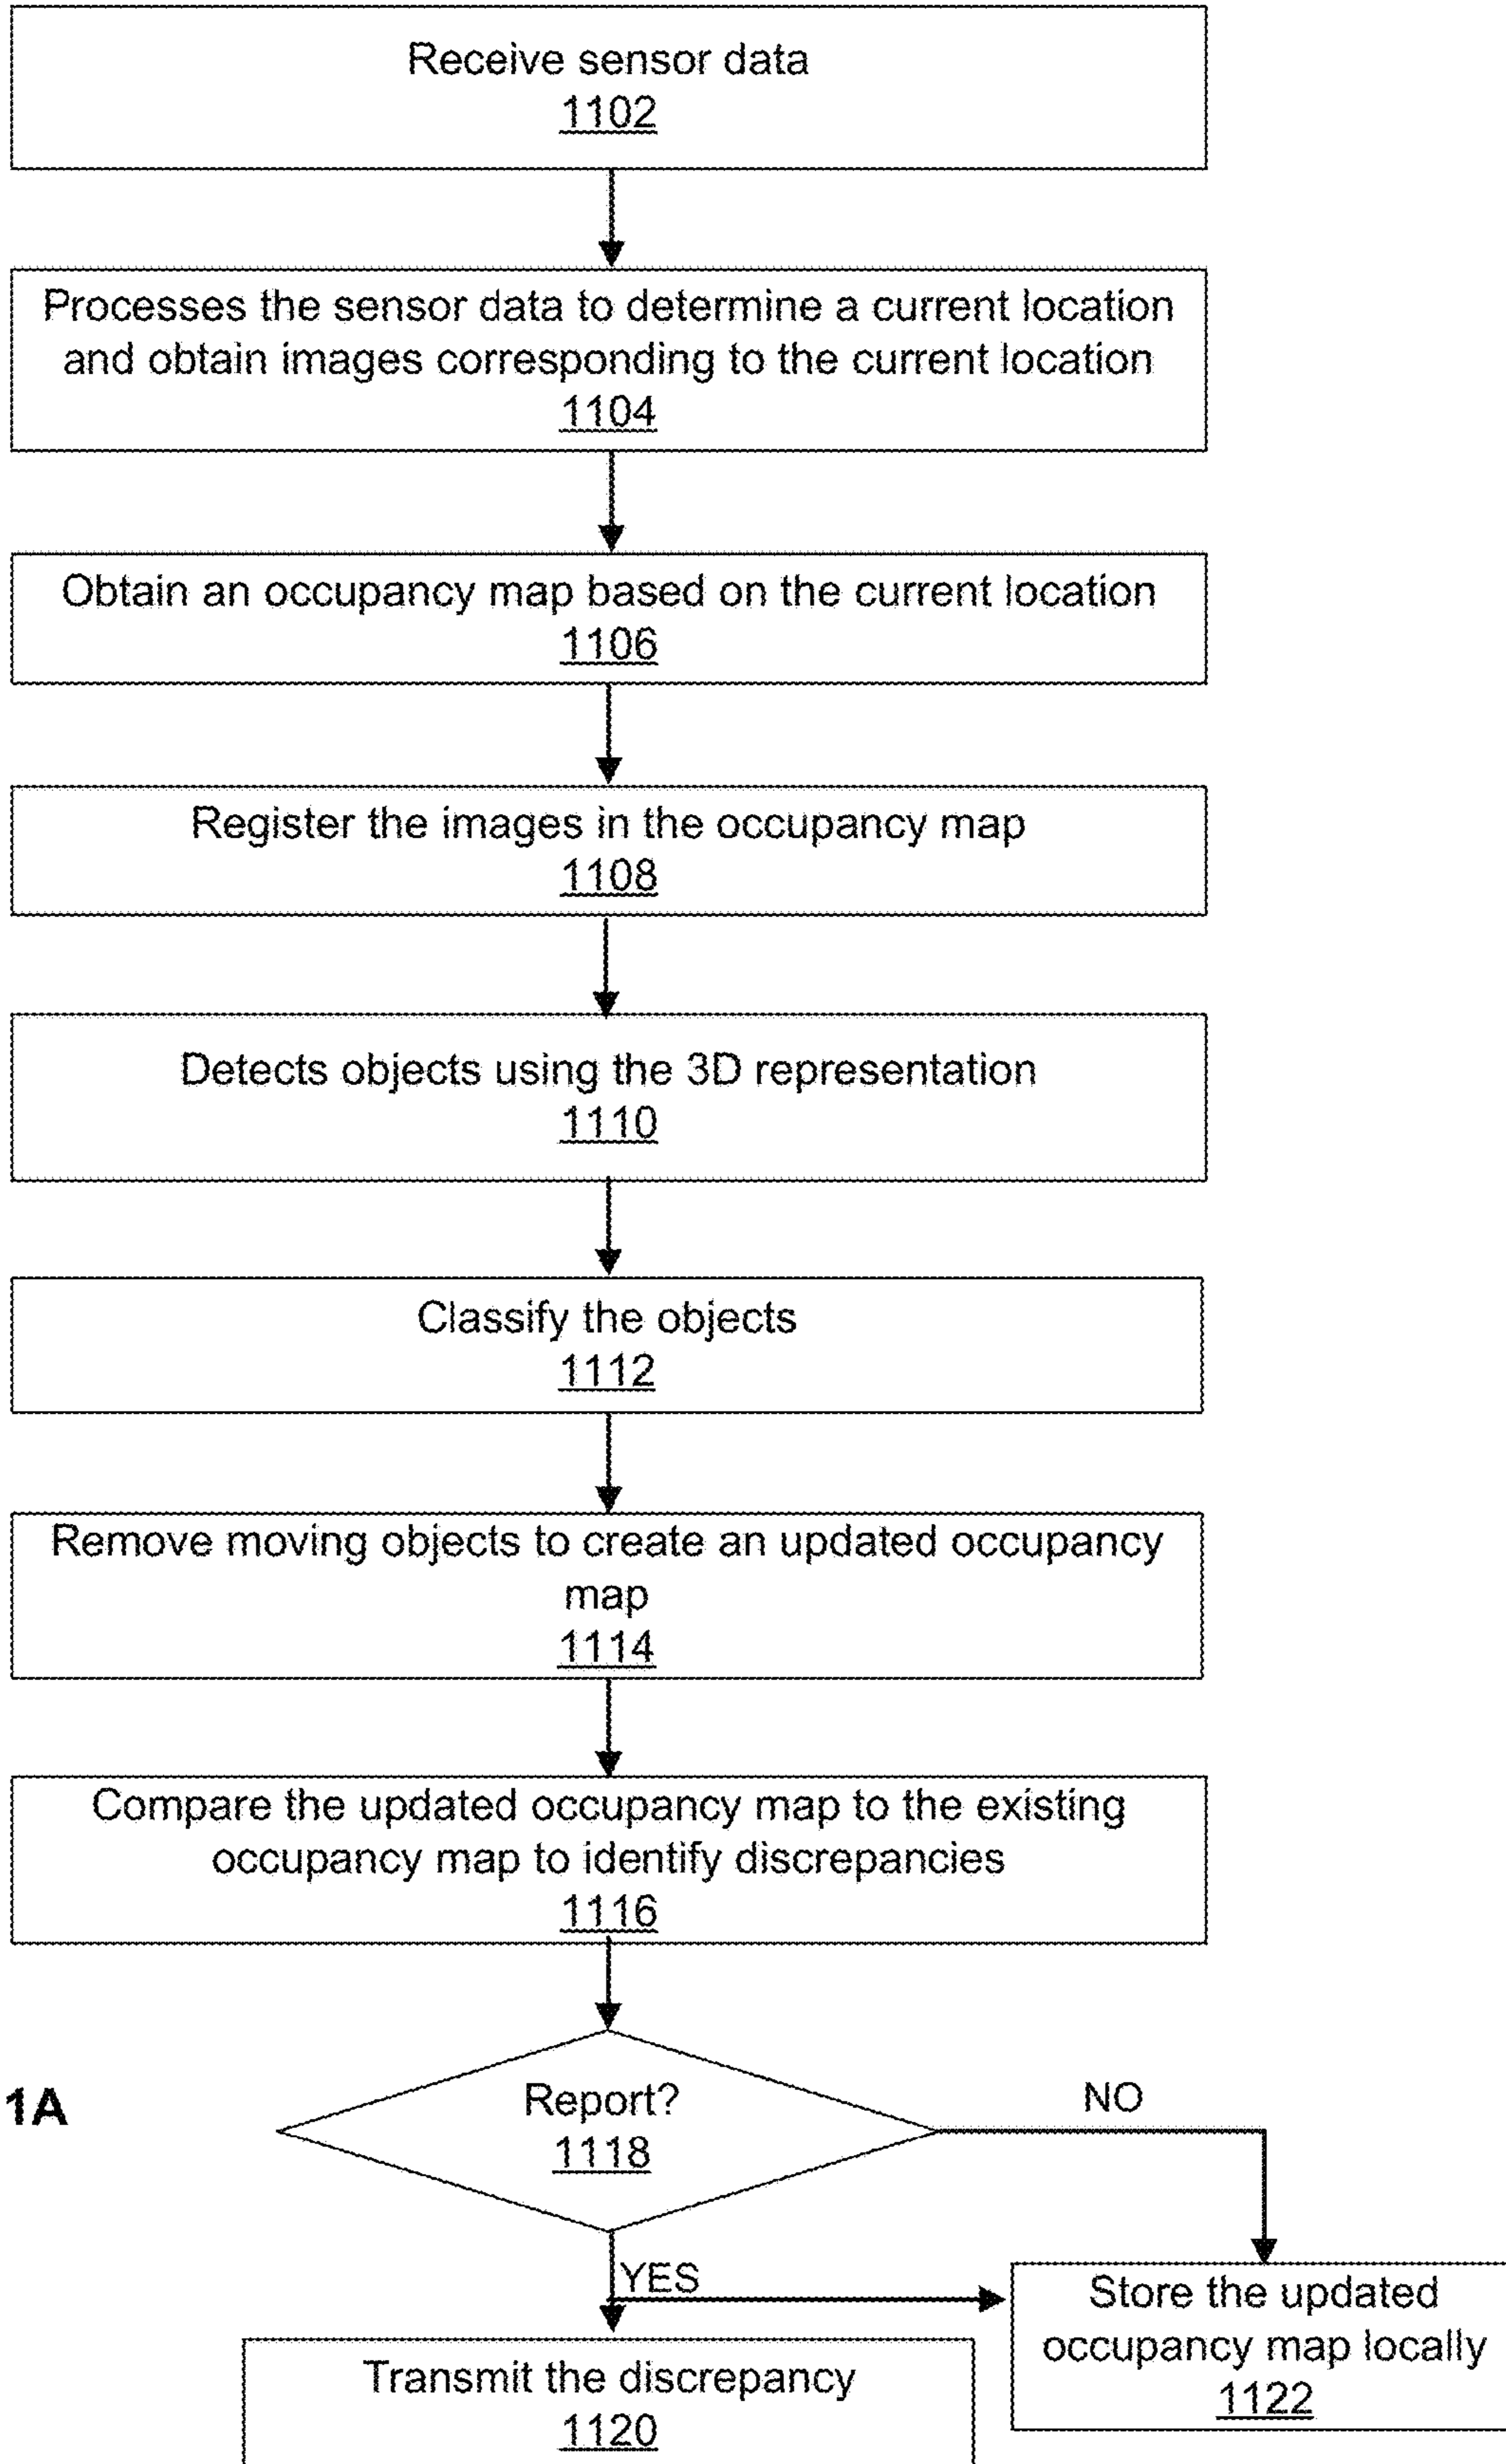 Receive sensor data
1102
Processes the sensor data to determine a current location
and obtain images corresponding to the current location
1104
Obtain an occupancy map based on the current location
1106
Register the images in the occupancy map
1108
Detects objects using the 3D representation
1110
Classify the objects
1112
Remove moving objects to create an updated occupancy
map
1114
Compare the updated occupancy map to the existing
occupancy map to identify discrepancies
1116
1A
Report?
1118
NO
YES
Store the updated
occupancy map locally
1122
Transmit the discrepancy
1120